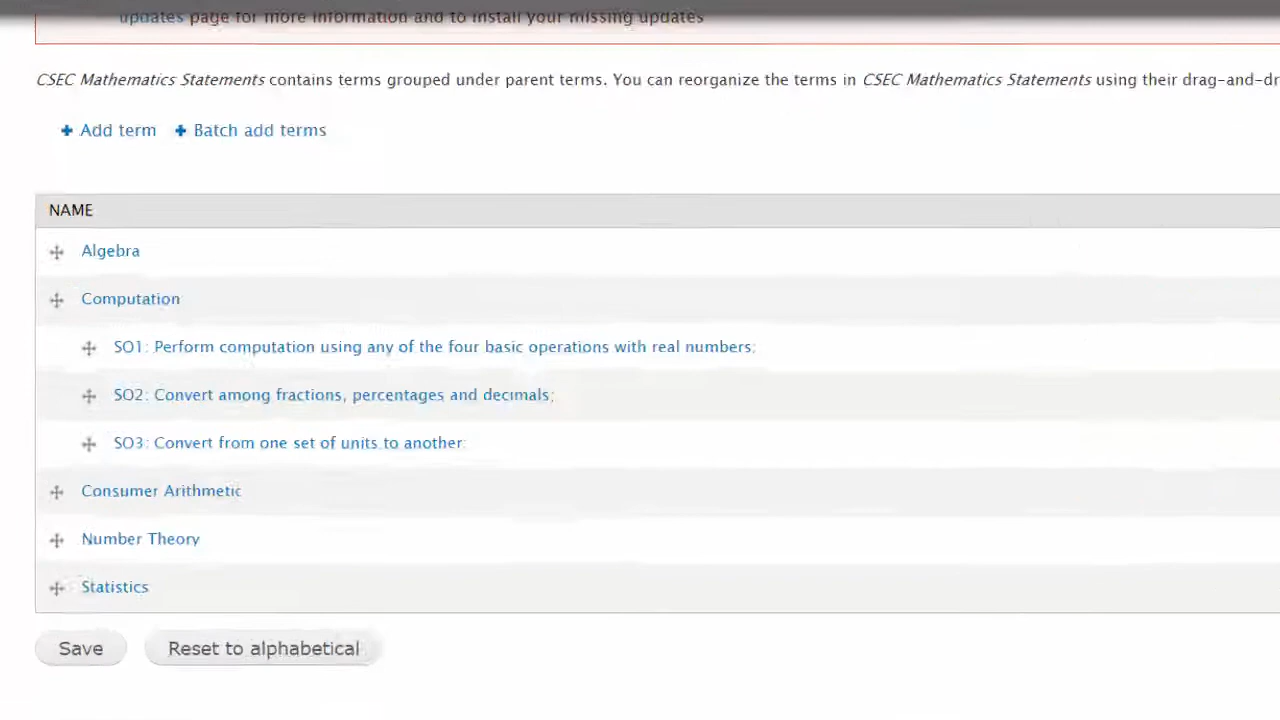 updates page for more information and to install your missing updates
CSEC Mathematics Statements contains terms grouped under parent terms. You can reorganize the terms in CSEC Mathematics Statements using their drag-and-dr
Add term Batch add terms
NAME
Algebra
Computation
SO1: Perform computation using any of the four basic operations with real numbers;
SO2: Convert among fractions, percentages and decimals;
SO3: Convert from one set of units to another;
Consumer Arithmetic
Number Theory
Statistics
Save Reset to alphabetical